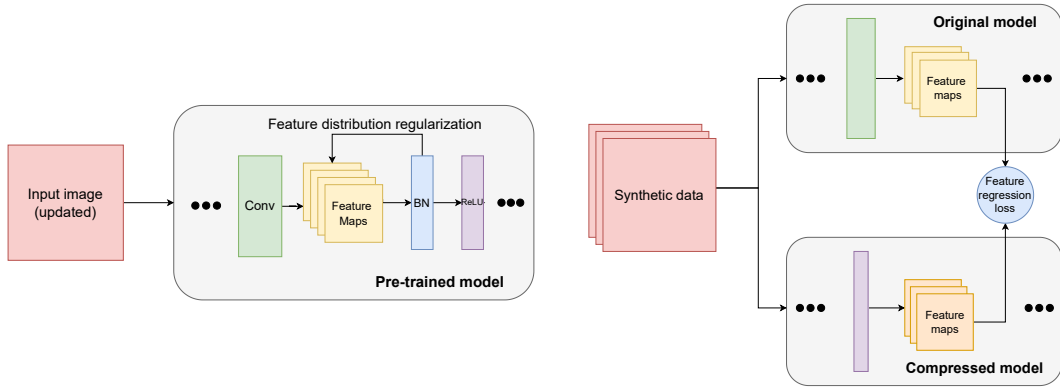 Feature distribution regularization
Input image
(updated)
Conv
Feature
Maps
BN
ReLU
Pre-trained model
Synthetic data
Original model
Feature
maps
Feature
regression
loss
Feature
maps
Compressed model